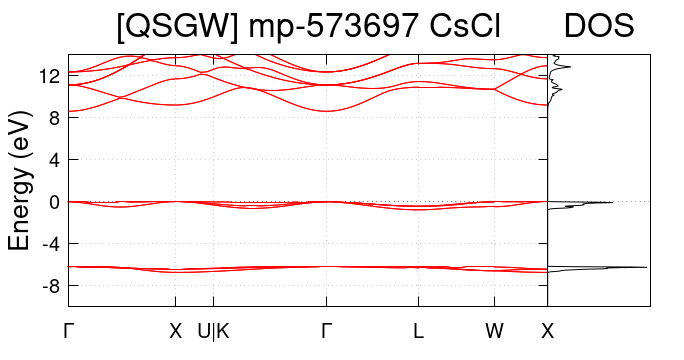 [QSGW] mp-573697 CsCl DOS
Energy (eV)
12
8
4
0
-4
-8
Γ X U|K Γ L W X